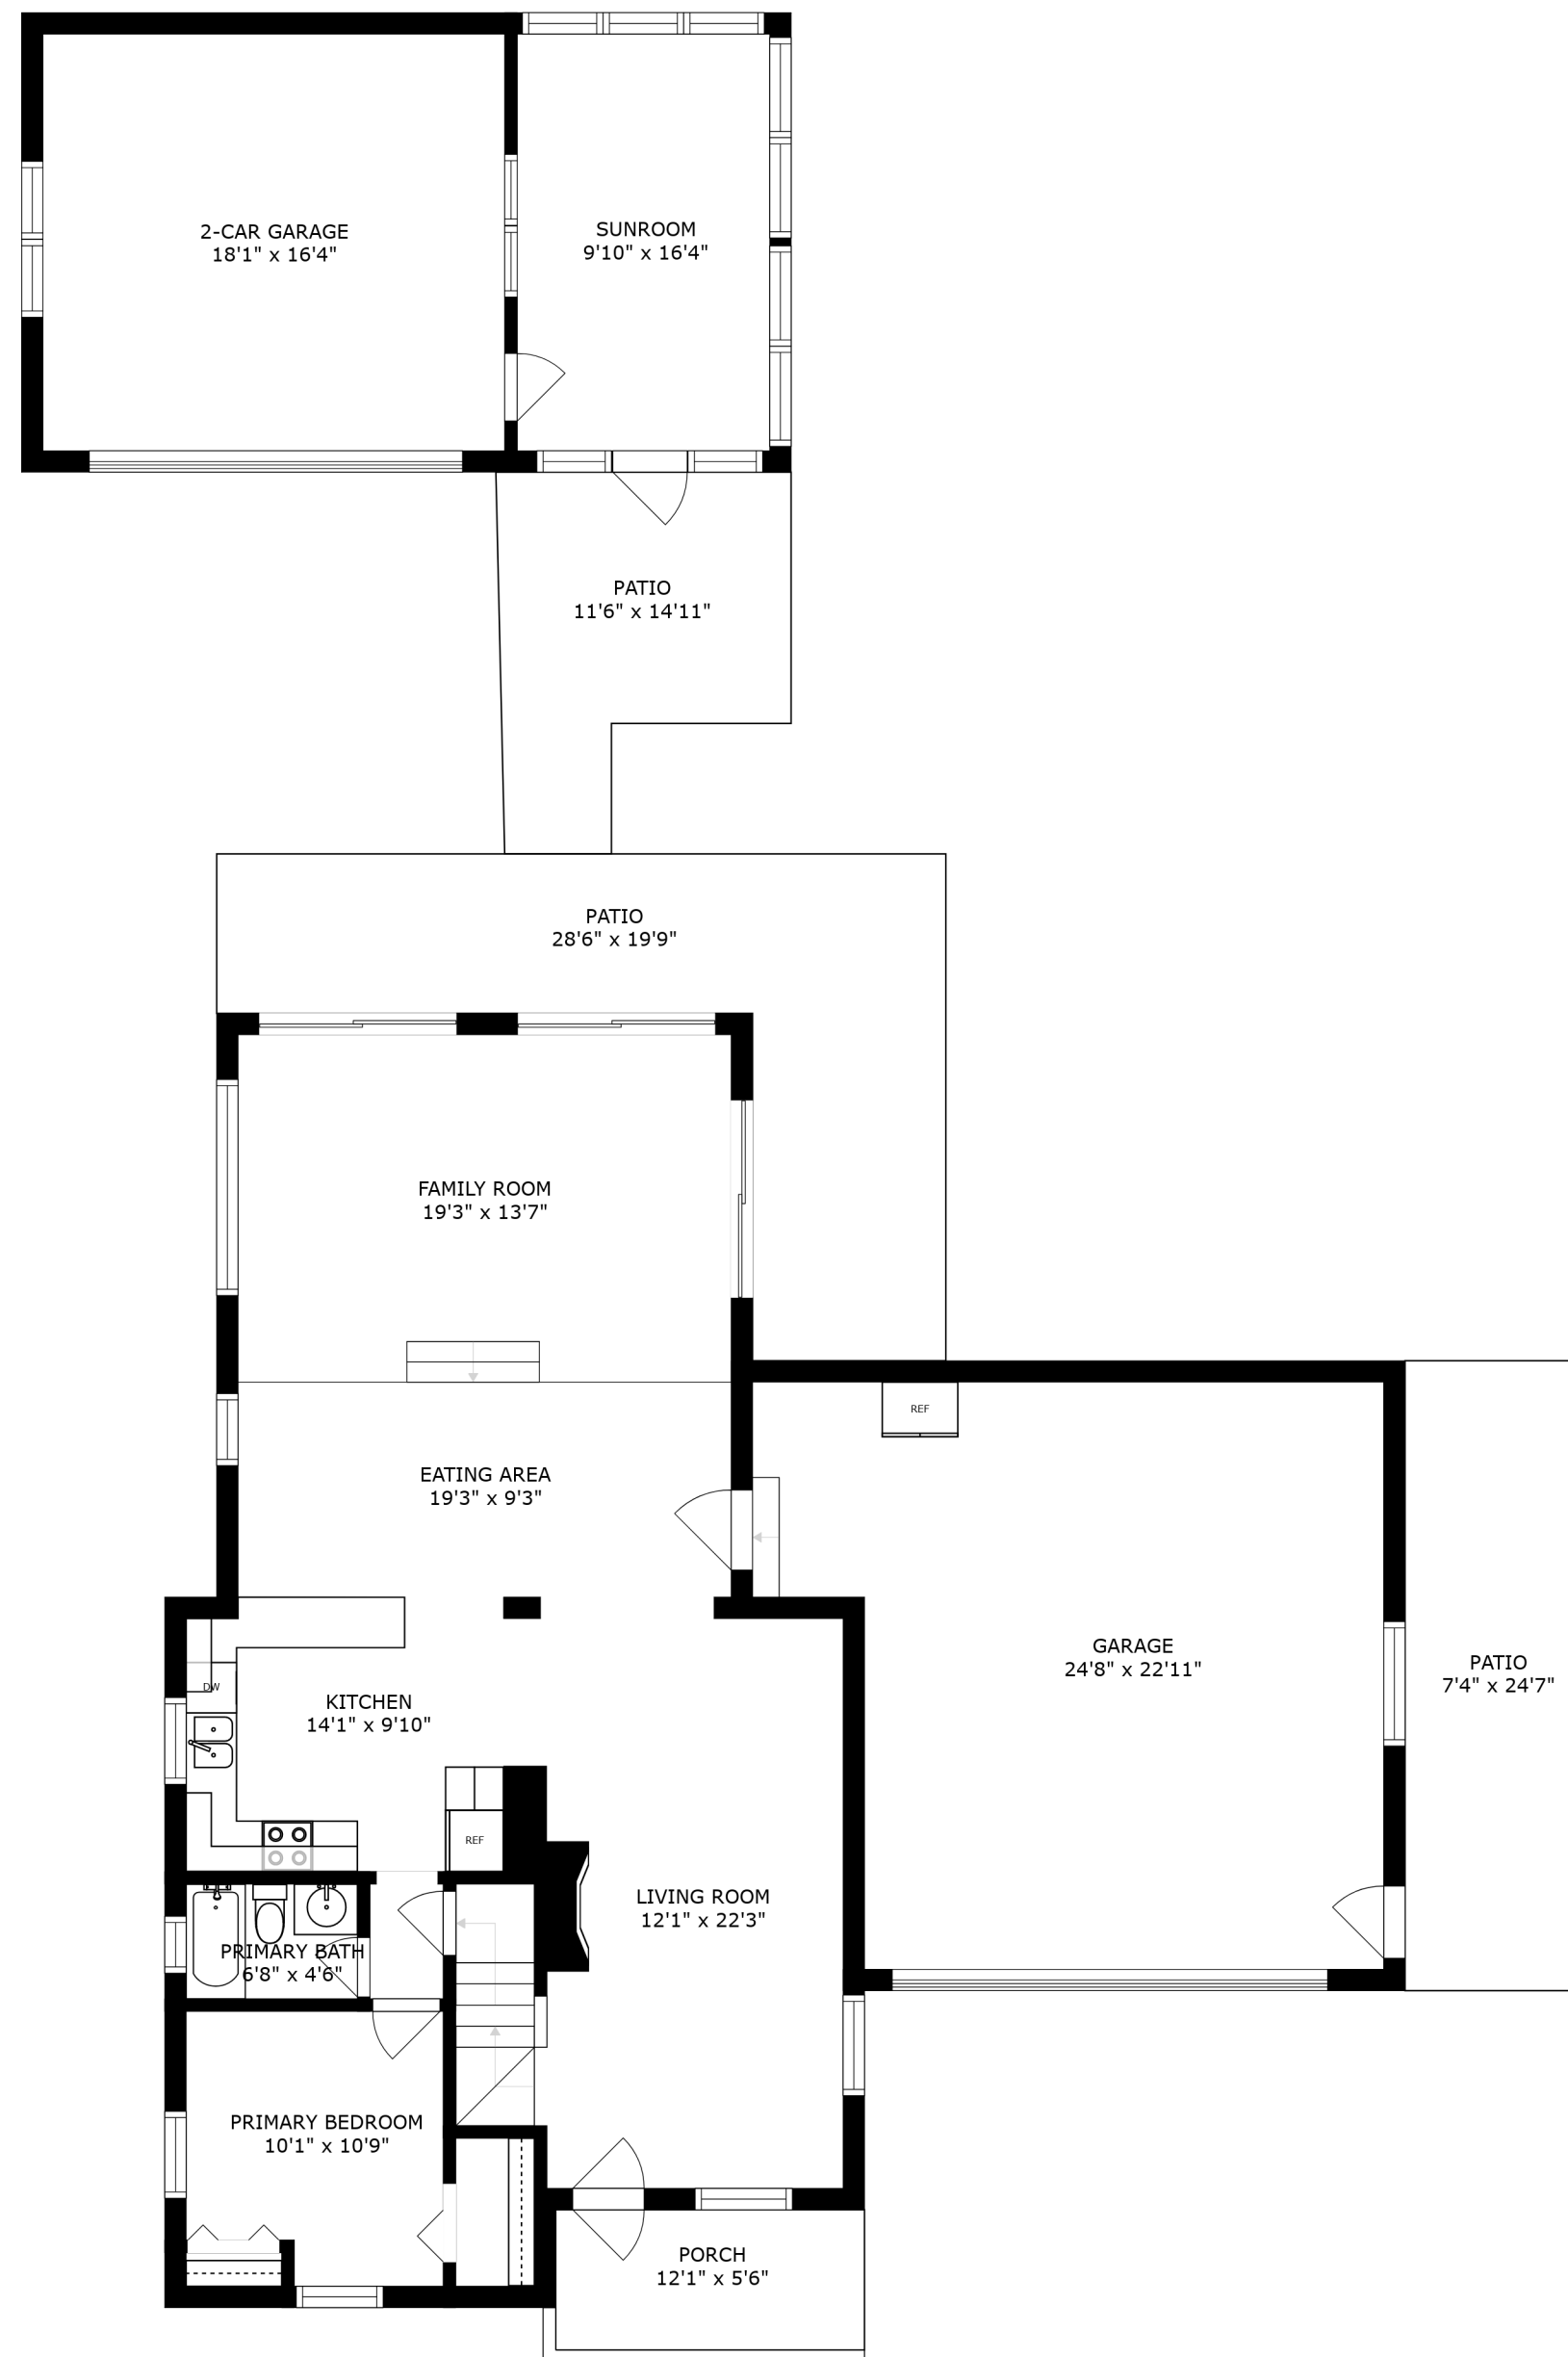 2-CAR GARAGE
18'1" x 16'4"
SUNROOM
9'10" x 16'4"
PATIO
11'6" x 14'11"
PATIO
28'6" x 19'9"
FAMILY ROOM
19'3" x 13'7"
REF
EATING AREA
19'3" x 9'3"
GARAGE
24'8" x 22'11"
PATIO
7'4" x 24'7"
DW
KITCHEN
14'1" x 9'10"
REF
LIVING ROOM
12'1" x 22'3"
PRIMARY BATH
6'8" x 4'6"
PRIMARY BEDROOM
10'1" x 10'9"
PORCH
12'1" x 5'6"